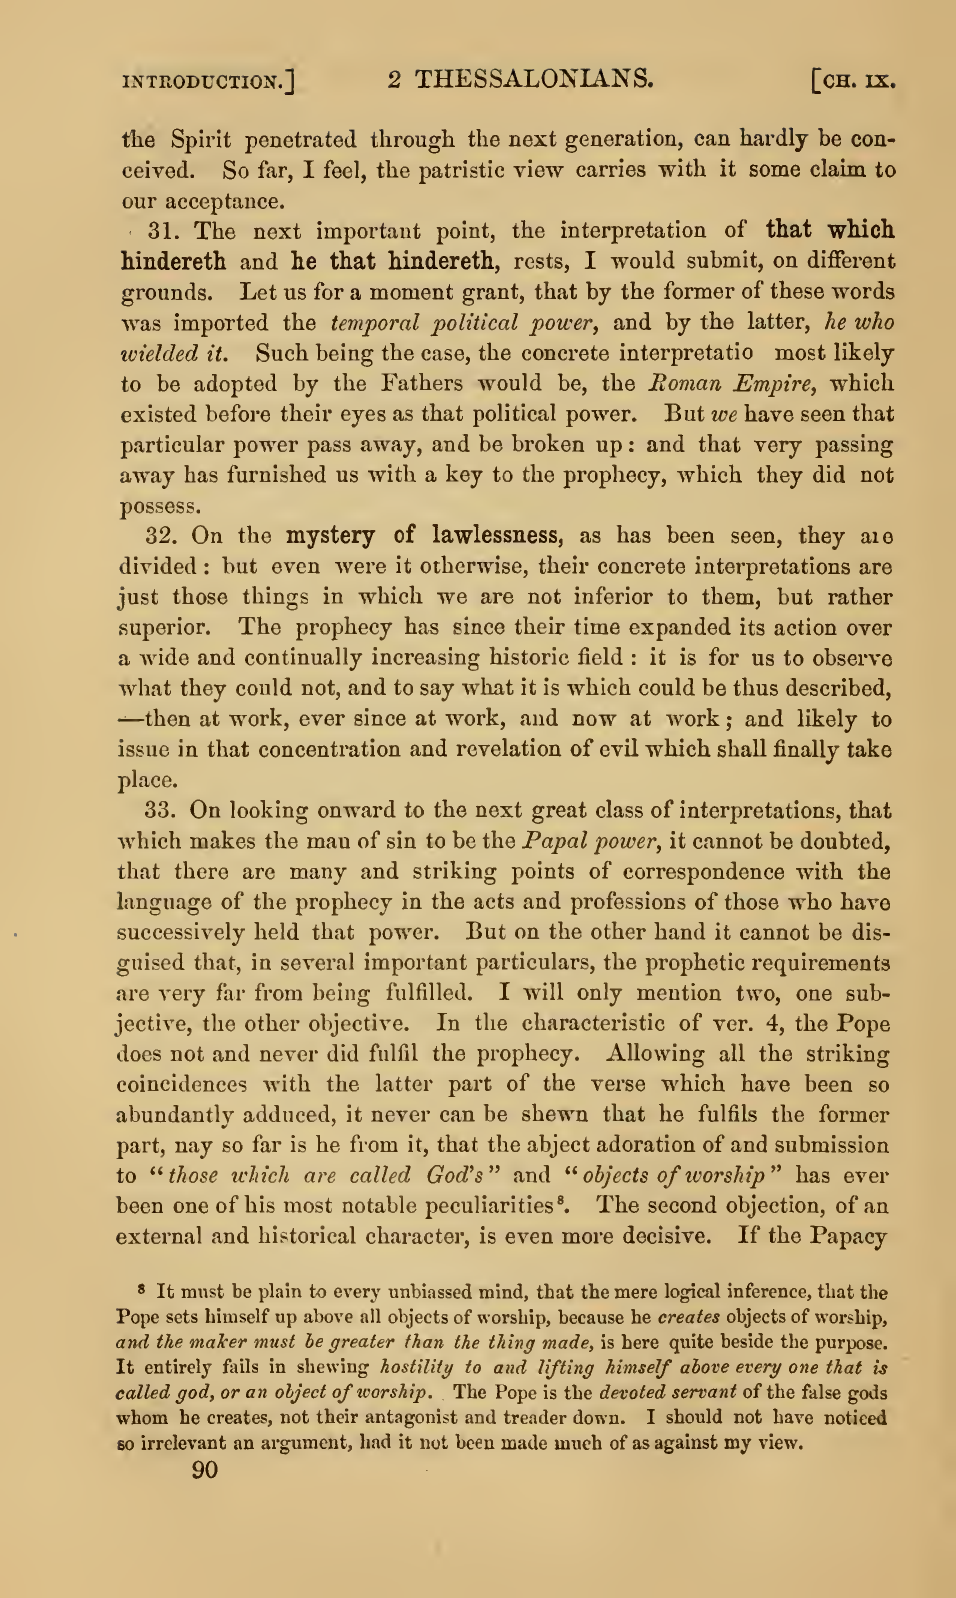 INTRODUCTION.] 2 THESSALONIANS. [CH. IX.
the Spirit penetrated through the next generation, can hardly be con-
ceived. So far, I feel, the patristic view carries with it some claim to
our acceptance.
31. The next important point, the interpretation of that which
hindereth and he that hindereth, rests, I would submit, on different
grounds. Let us for a moment grant, that by the former of these words
was imported the temporal political power, and by the latter, he who
wielded it. Such being the case, the concrete interpretatio most likely
to be adopted by the Fathers would be, the Roman Empire, which
existed before their eyes as that political power. But we have seen that
particular power pass away, and be broken up : and that very passing
away has furnished us with a key to the prophecy, which they did not
possess.
32. On the mystery of lawlessness, as has been seen, they are
divided : but even were it otherwise, their concrete interpretations are
just those things in which we are not inferior to them, but rather
superior. The prophecy has since their time expanded its action over
a wide and continually increasing historic field : it is for us to observe
what they could not, and to say what it is which could be thus described,
—then at work, ever since at work, and now at work ; and likely to
issue in that concentration and revelation of evil which shall finally take
place.
33. On looking onward to the next great class of interpretations, that
which makes the man of sin to be the Papal power, it cannot be doubted,
that there are many and striking points of correspondence with the
language of the prophecy in the acts and professions of those who have
successively held that power. But on the other hand it cannot be dis-
guised that, in several important particulars, the prophetic requirements
are very far from being fulfilled. I will only mention two, one sub-
jective, the other objective. In the characteristic of ver. 4, the Pope
does not and never did fulfil the prophecy. Allowing all the striking
coincidences with the latter part of the verse which have been so
abundantly adduced, it never can be shewn that he fulfils the former
part, nay so far is he from it, that the abject adoration of and submission
to “ those which are called God's ” and “ objects of worship ” has ever
been one of his most notable peculiarities ⁸. The second objection, of an
external and historical character, is even more decisive. If the Papacy
⁸ It must be plain to every unbiassed mind, that the mere logical inference, that the
Pope sets himself up above all objects of worship, because he creates objects of worship,
and the maker must be greater than the thing made, is here quite beside the purpose.
It entirely fails in shewing hostility to and lifting himself above every one that is
called god, or an object of worship. The Pope is the devoted servant of the false gods
whom he creates, not their antagonist and treader down. I should not have noticed
so irrelevant an argument, had it not been made much of as against my view.
90